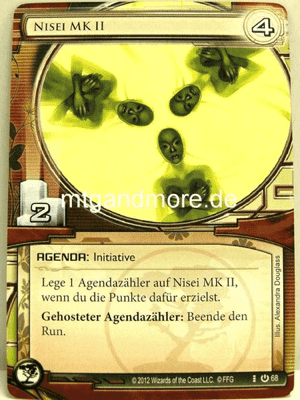 NISEI MK II
4
mtgandmore.de
2
AGENDA: Initiative
Lege 1 Agendazähler auf Nisei MK II,
wenn du die Punkte dafür erzielst.
Gehosteter Agendazähler: Beende den
Run.
Illus. Alexandra Douglass
© 2012 Wizards of the Coast LLC. © FFG
68